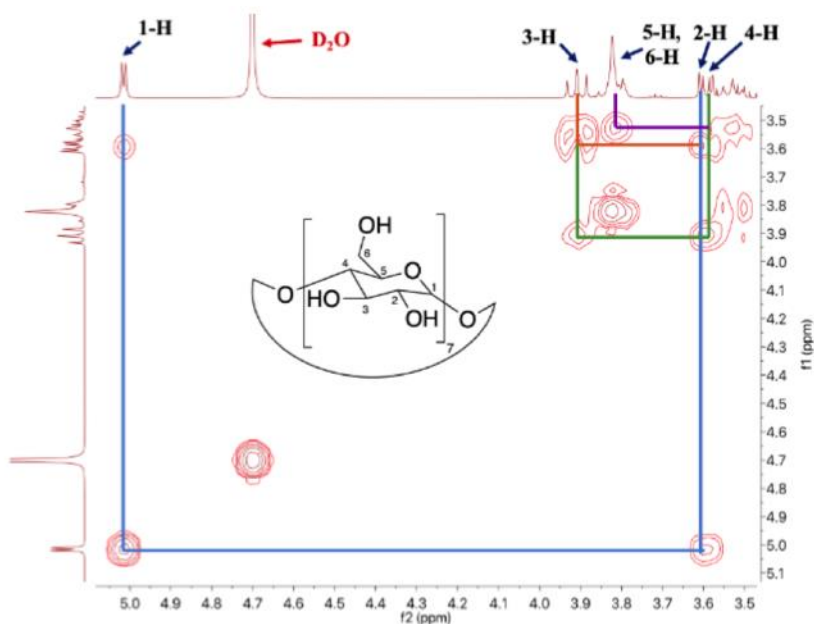 1-H
D₂O
3-H
5-H,
6-H
2-H
4-H
OH
6
4
5
O
O
HO
3
2
1
OH
O
7
3.5
3.6
3.7
3.8
3.9
4.0
4.1
4.2
4.3
4.4
4.5
4.6
4.7
4.8
4.9
5.0
5.1
f1 (ppm)
5.0 4.9 4.8 4.7 4.6 4.5 4.4 4.3 4.2 4.1 4.0 3.9 3.8 3.7 3.6 3.5
f2 (ppm)